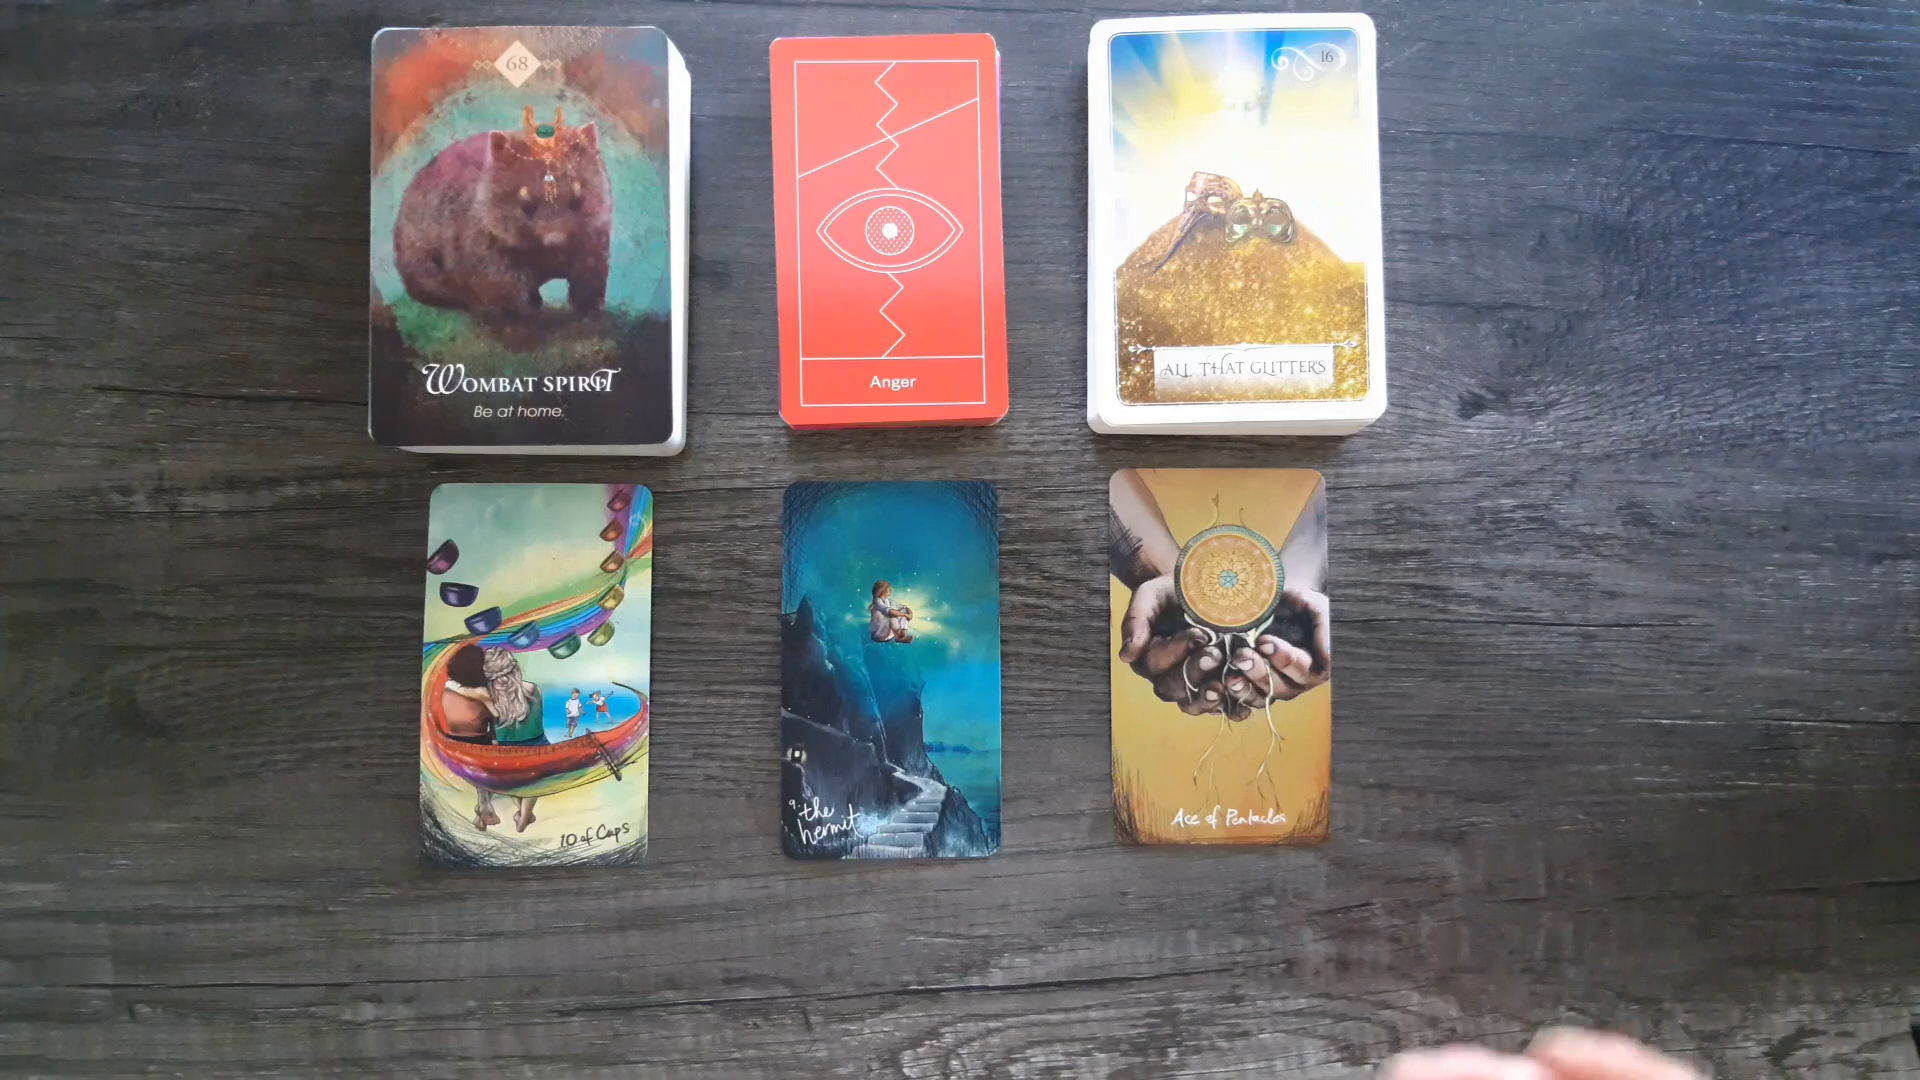 68
WOMBAT SPIRIT
Be at home.
Anger
16
ALL THAT GLITTERS
10 of Cups
9. the
hermit
Ace of Pentacles